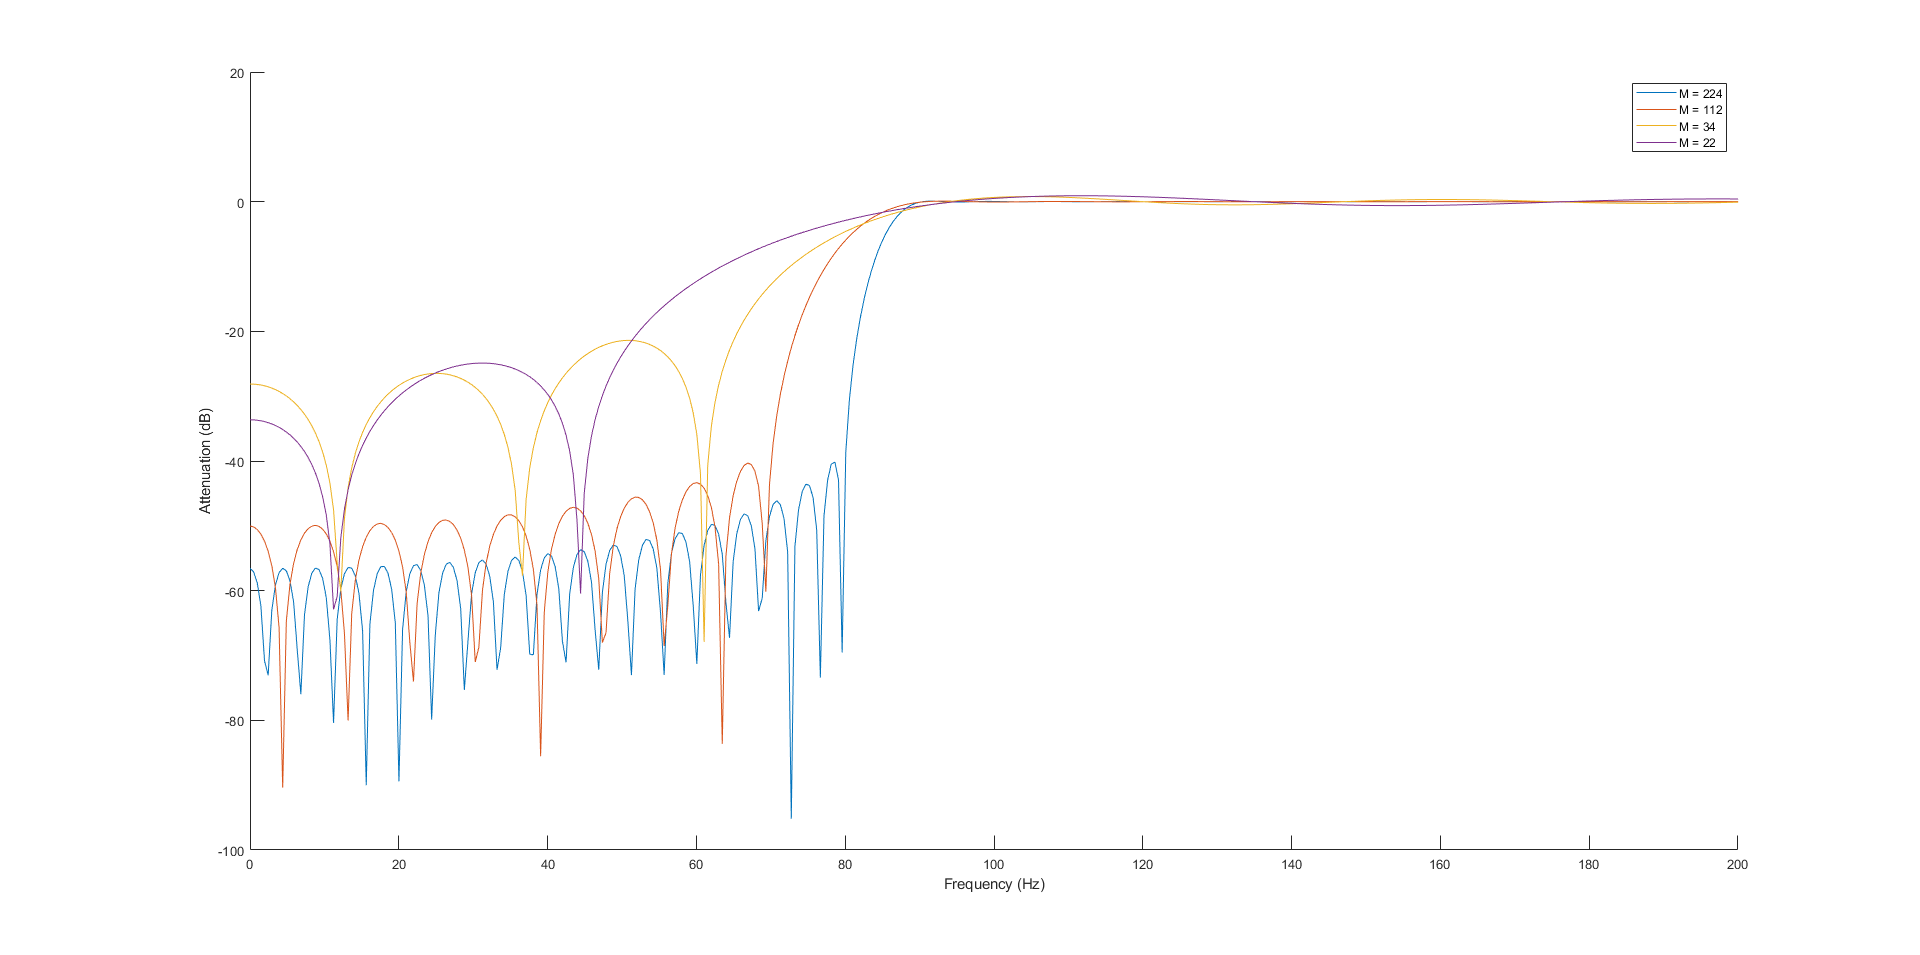 20
0
-20
-40
-60
-80
-100
Attenuation (dB)
0 20 40 60 80 100 120 140 160 180 200
Frequency (Hz)
M = 224
M = 112
M = 34
M = 22